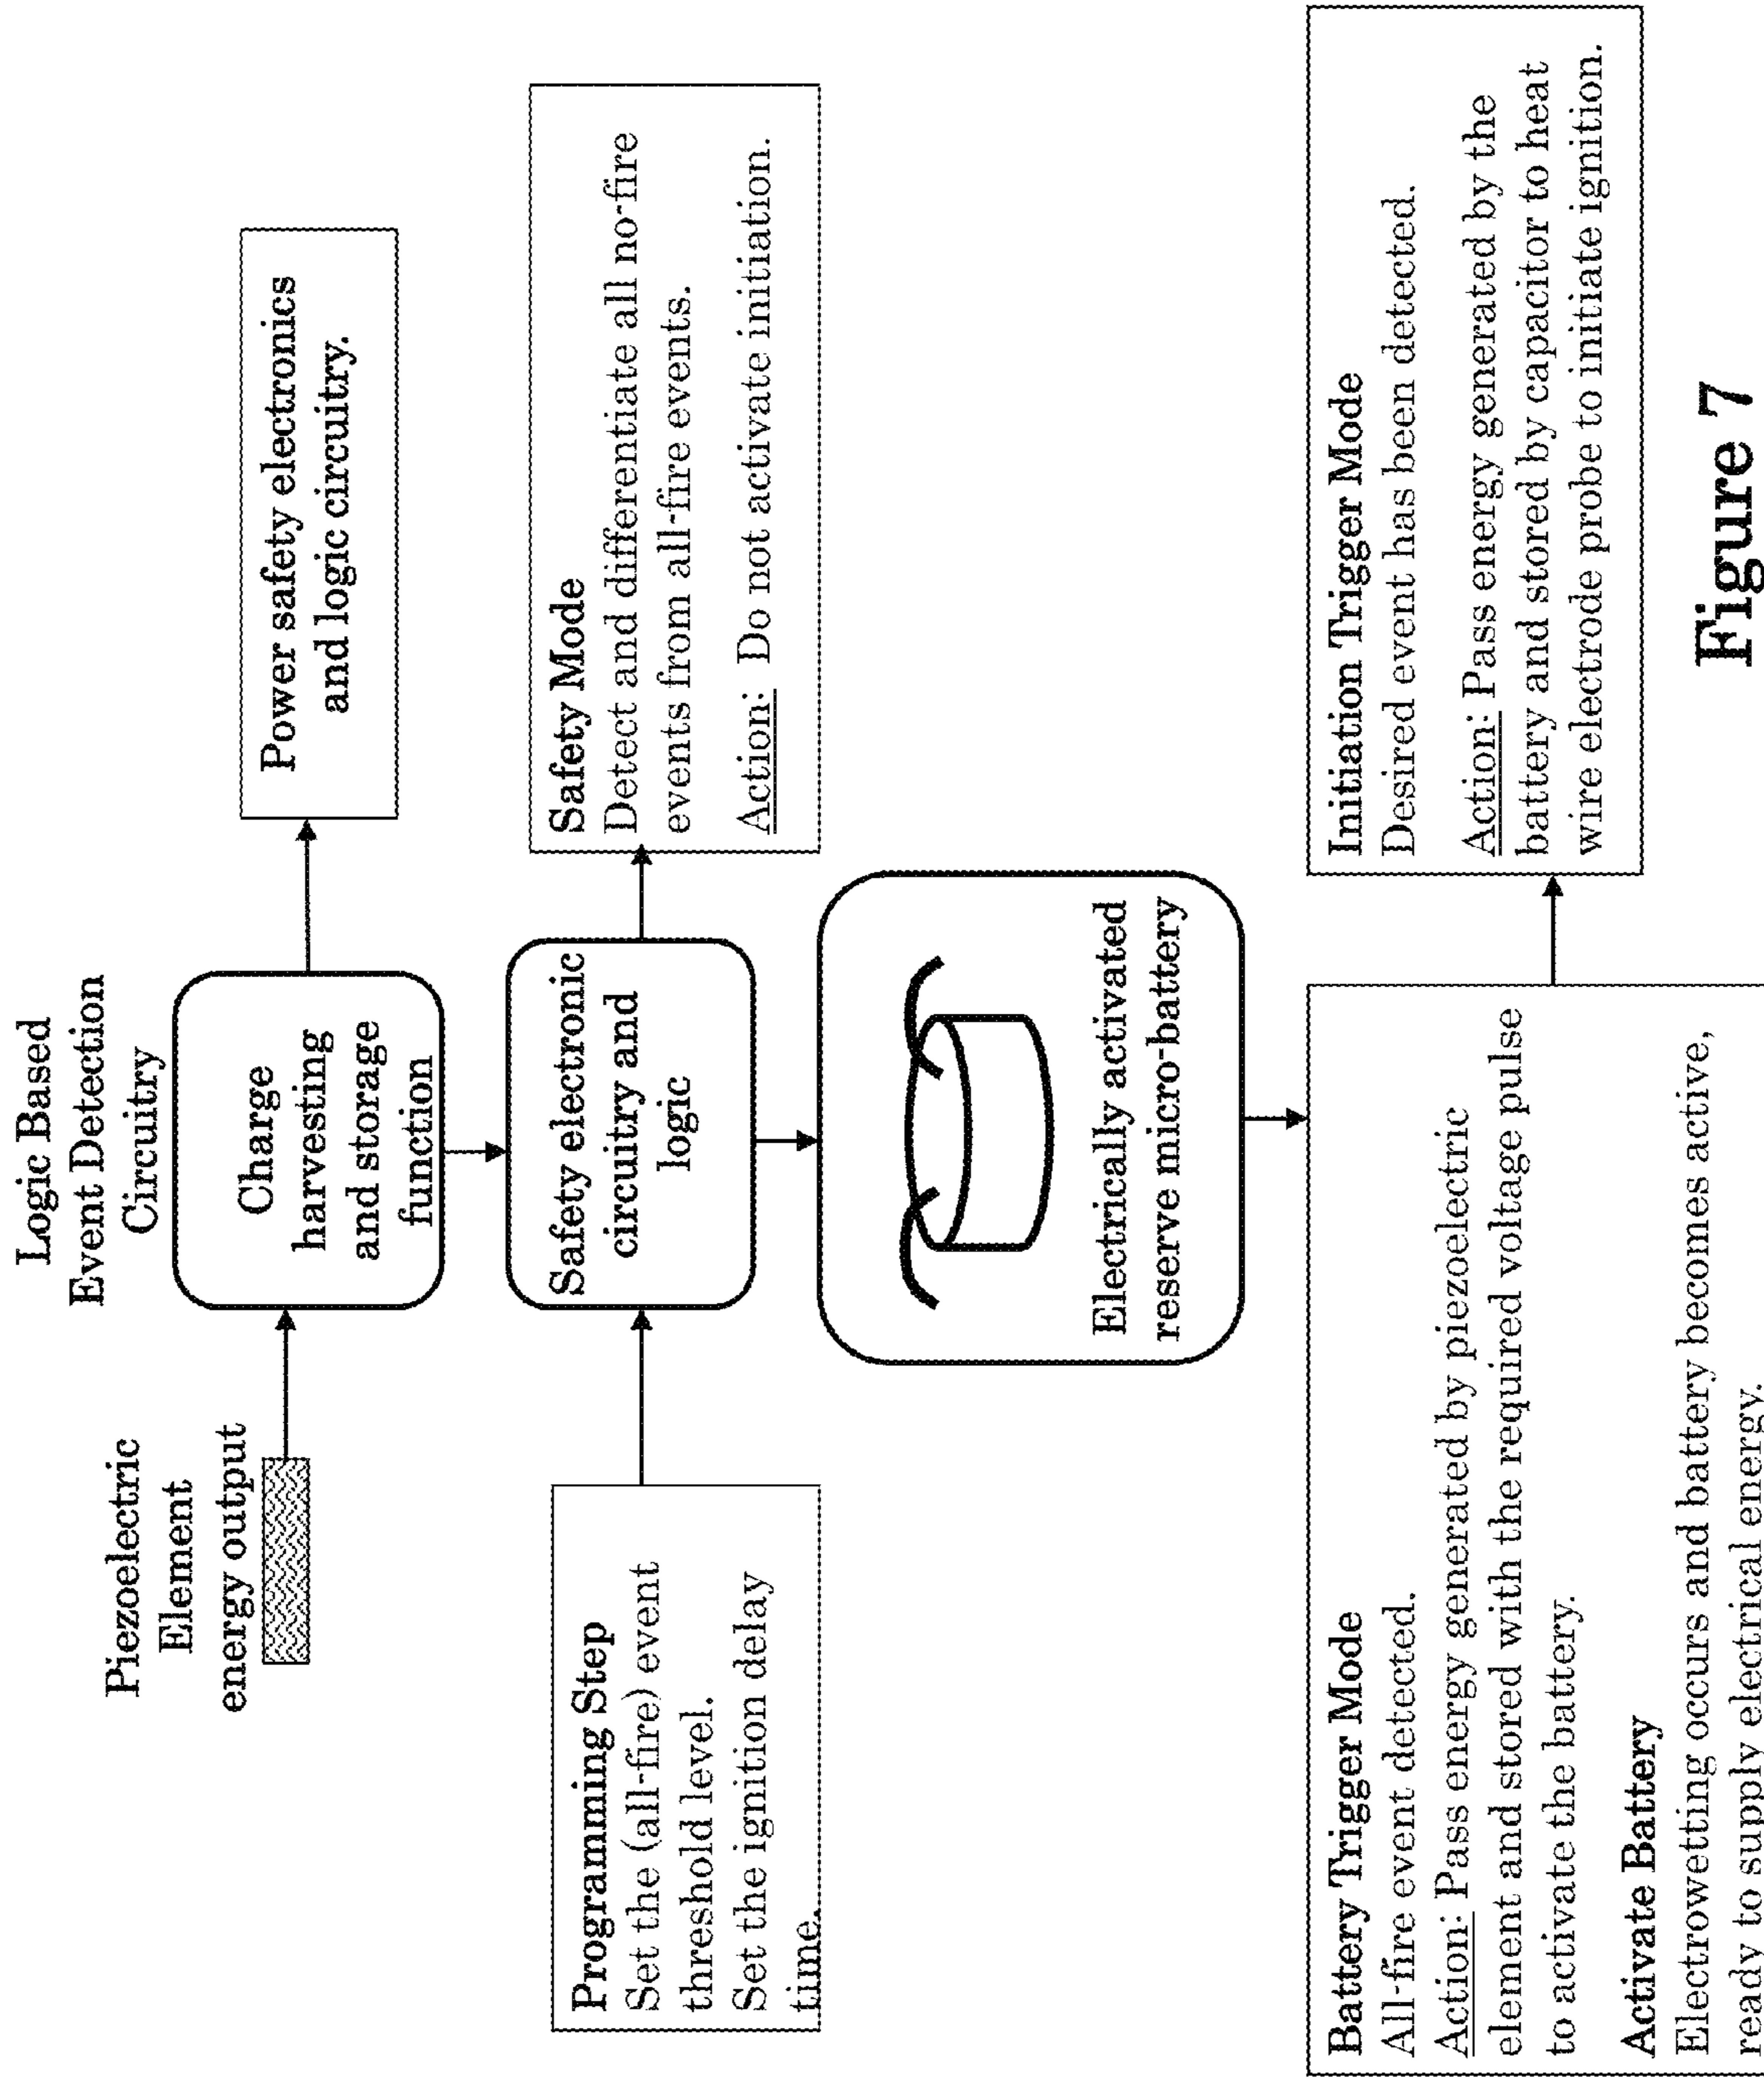 Logic Based
Event Detection
Circuitry
Piezoelectric
Element
energy output
Charge
harvesting
and storage
function
Power safety electronics
and logic circuitry.
Programming Step
Set the (all-fire) event
threshold level.
Set the ignition delay
time.
Safety electronic
circuitry and
logic
Safety Mode
Detect and differentiate all no-fire
events from all-fire events.
Action: Do not activate initiation.
Electrically activated
reserve micro-battery
Battery Trigger Mode
All-fire event detected.
Action: Pass energy generated by piezoelectric
element and stored with the required voltage pulse
to activate the battery.
Activate Battery
Electrowetting occurs and battery becomes active,
ready to supply electrical energy.
Initiation Trigger Mode
Desired event has been detected.
Action: Pass energy generated by the
battery and stored by capacitor to heat
wire electrode probe to initiate ignition.
Figure 7